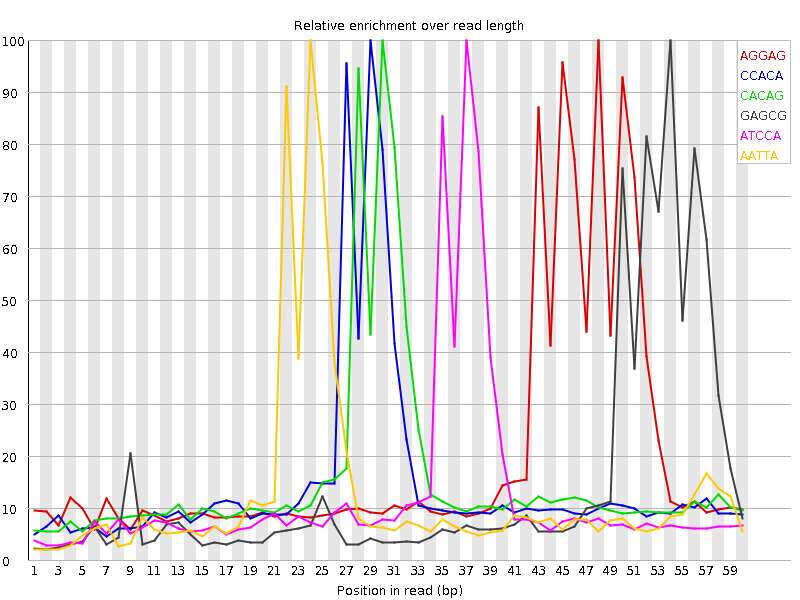 Relative enrichment over read length
100
90
80
70
60
50
40
30
20
10
0
AGGAG
CCACA
CACAG
GAGCG
ATCCA
AATTA
1 3 5 7 9 11 13 15 17 19 21 23 25 27 29 31 33 35 37 39 41 43 45 47 49 51 53 55 57 59
Position in read (bp)